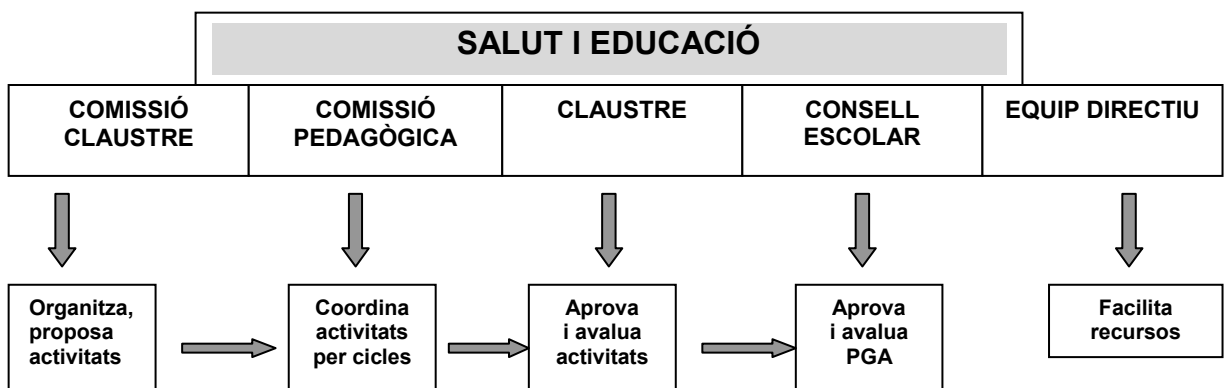 SALUT I EDUCACIÓ
COMISSIÓ
CLAUSTRE
COMISSIÓ
PEDAGÒGICA
CLAUSTRE
CONSELL
ESCOLAR
EQUIP DIRECTIU
Organitza,
proposa
activitats
Coordina
activitats
per cicles
Aprova
i avalua
activitats
Aprova
i avalua
PGA
Facilita
recursos